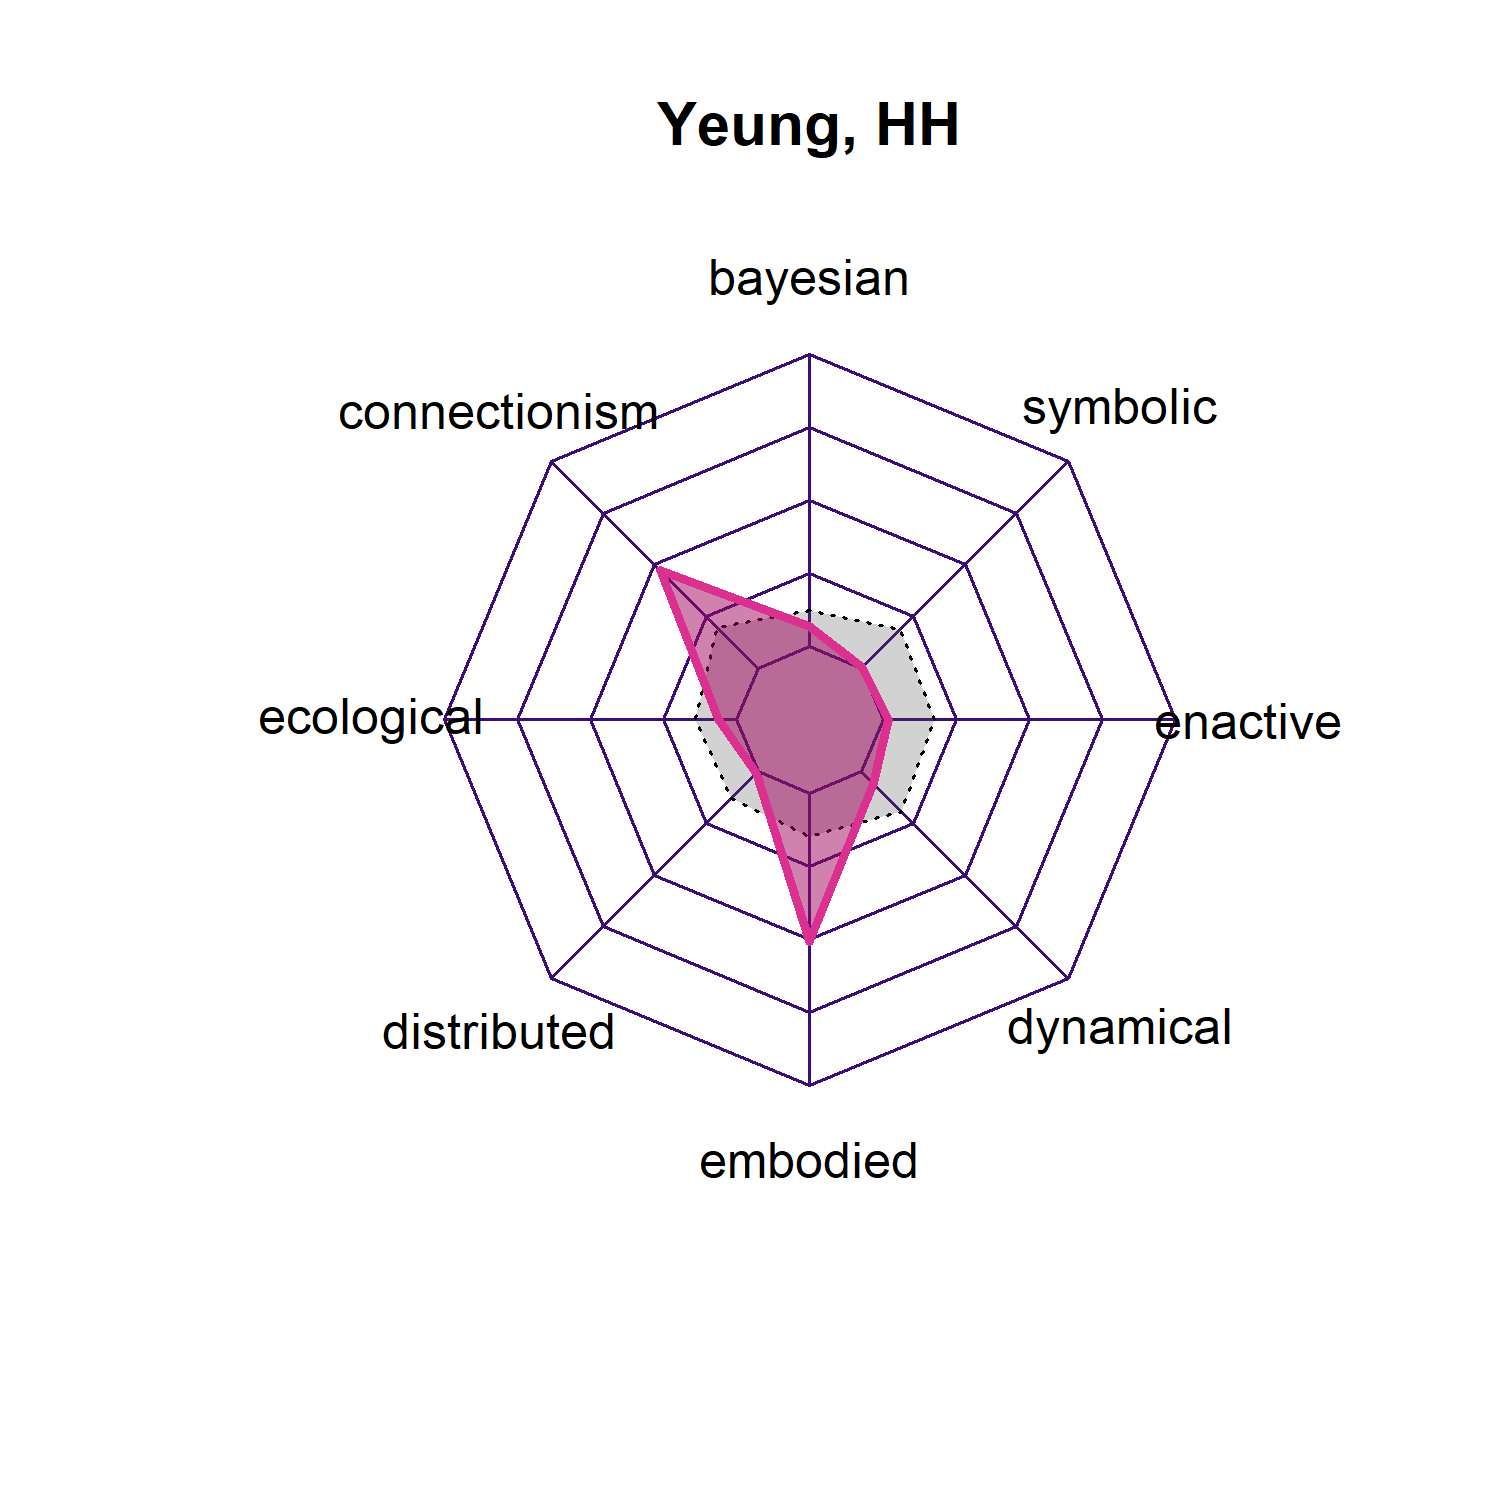 Yeung, HH
bayesian
connectionism
symbolic
ecological
enactive
distributed
dynamical
embodied